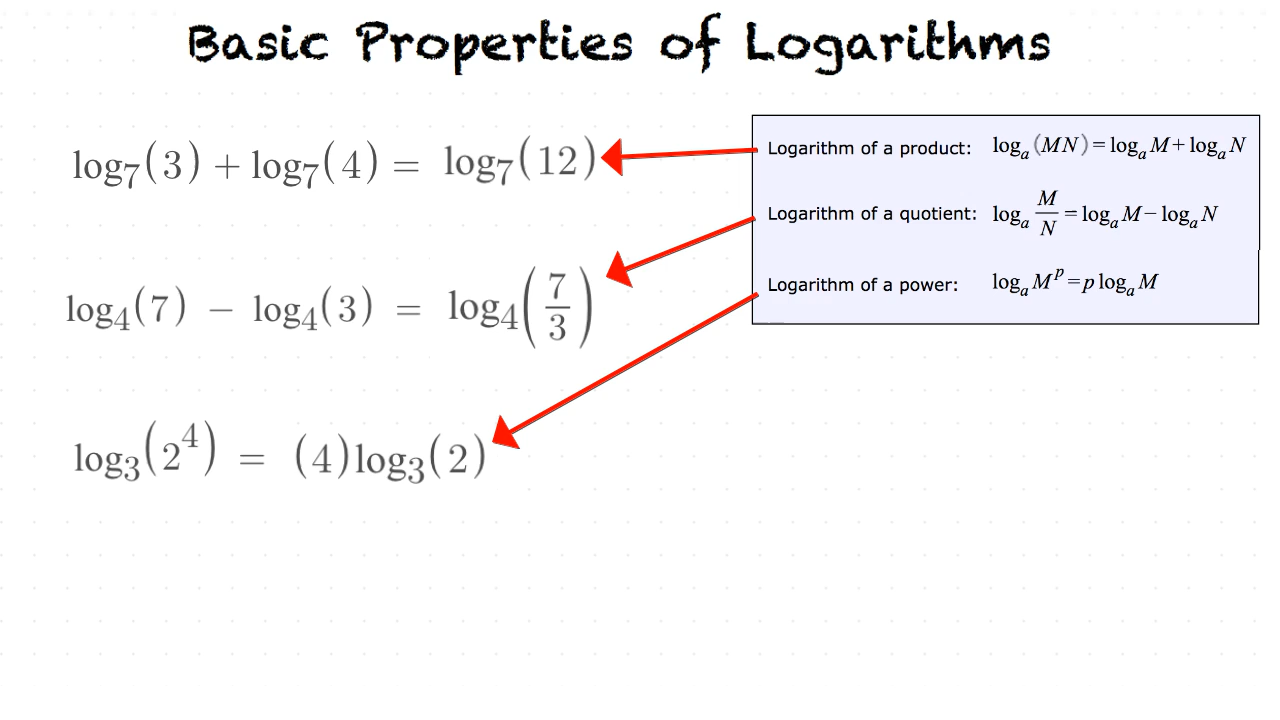 Basic Properties of Logarithms
log₇(3) + log₇(4) = log₇(12)
log₄(7) − log₄(3) = log₄(7/3)
log₃(2⁴) = (4)log₃(2)
Logarithm of a product: logₐ(MN)=logₐ M+logₐ N
Logarithm of a quotient: logₐ M/N=logₐ M−logₐ N
Logarithm of a power: logₐ Mᵖ=p logₐ M